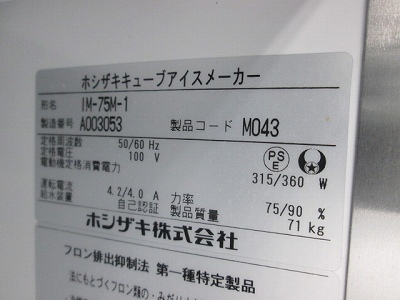 ホシザキキューブアイスメーカー
形名 IM-75M-1
製造番号 A003053 製品コード M043
定格周波数 50/60 Hz
定格電圧 100 V
電動機定格消費電力 315/360 W
PS
E
運転電流 4.2/4.0 A 力率 75/90 %
給水装置 自己認証 製品質量 71 kg
ホシザキ株式会社
フロン排出抑制法 第一種特定製品